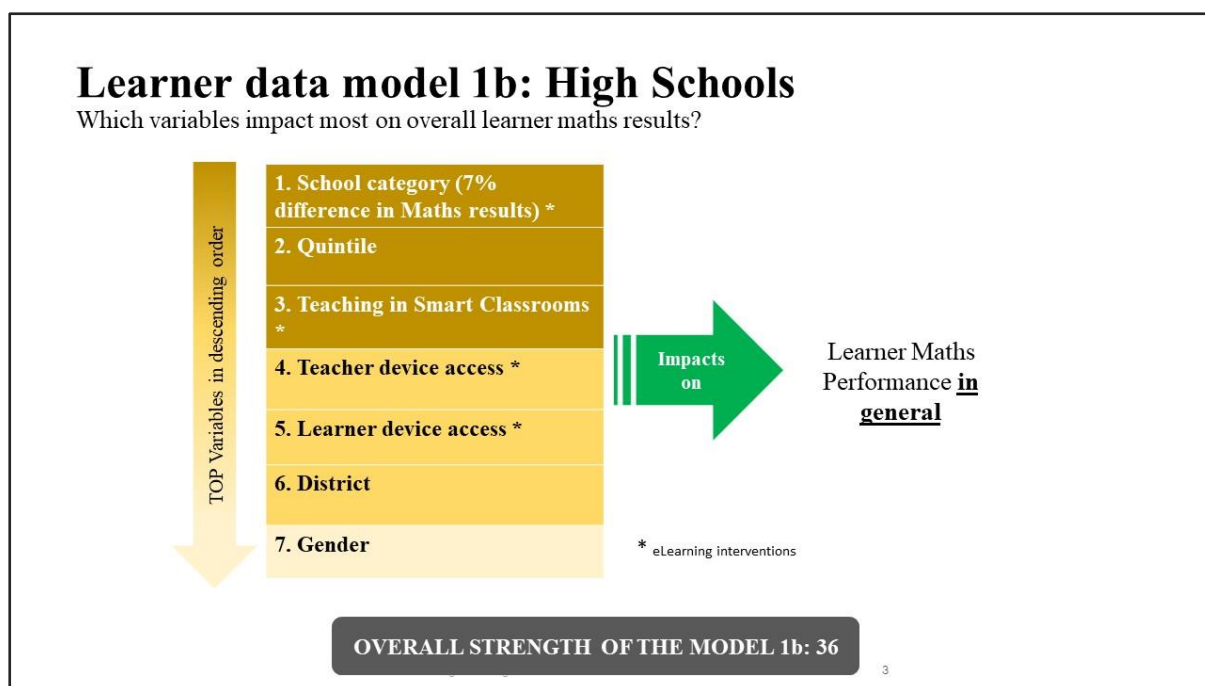 Learner data model 1b: High Schools
Which variables impact most on overall learner maths results?
TOP Variables in descending order
1. School category (7%
difference in Maths results) *
2. Quintile
3. Teaching in Smart Classrooms
*
4. Teacher device access *
5. Learner device access *
6. District
7. Gender
Impacts
on
Learner Maths
Performance in
general
* eLearning interventions
OVERALL STRENGTH OF THE MODEL 1b: 36
3